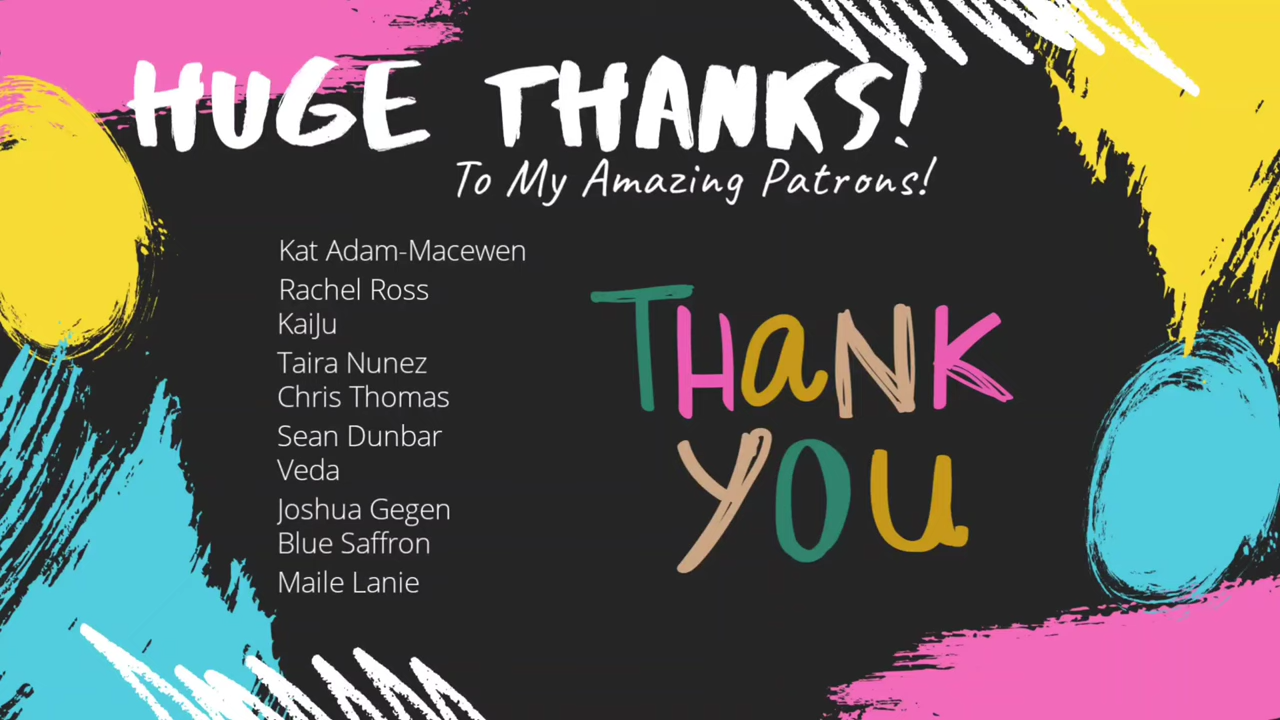 HUGE THANKS!
To My Amazing Patrons!
Kat Adam-Macewen
Rachel Ross
KaiJu
Taira Nunez
Chris Thomas
Sean Dunbar
Veda
Joshua Gegen
Blue Saffron
Maile Lanie
THANK
YOU